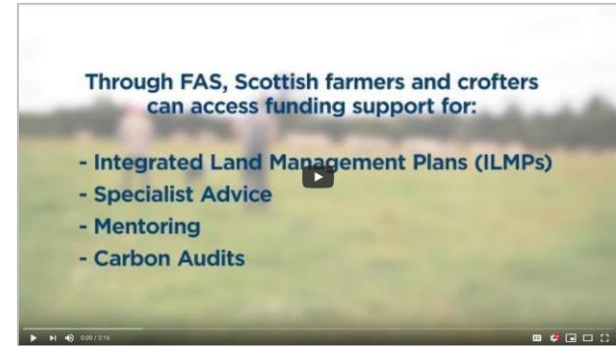 Through FAS, Scottish farmers and crofters
can access funding support for:
- Integrated Land Management Plans (ILMPs)
- Specialist Advice
- Mentoring
- Carbon Audits
0:00 / 3:16